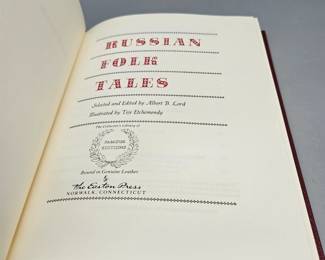 RUSSIAN
FOLK
TALES
Selected and Edited by Albert B. Lord
Illustrated by Teje Etchemendy
The Collector's Library of
FAMOUS
EDITIONS
Bound in Genuine Leather
by
The Easton Press
NORWALK, CONNECTICUT